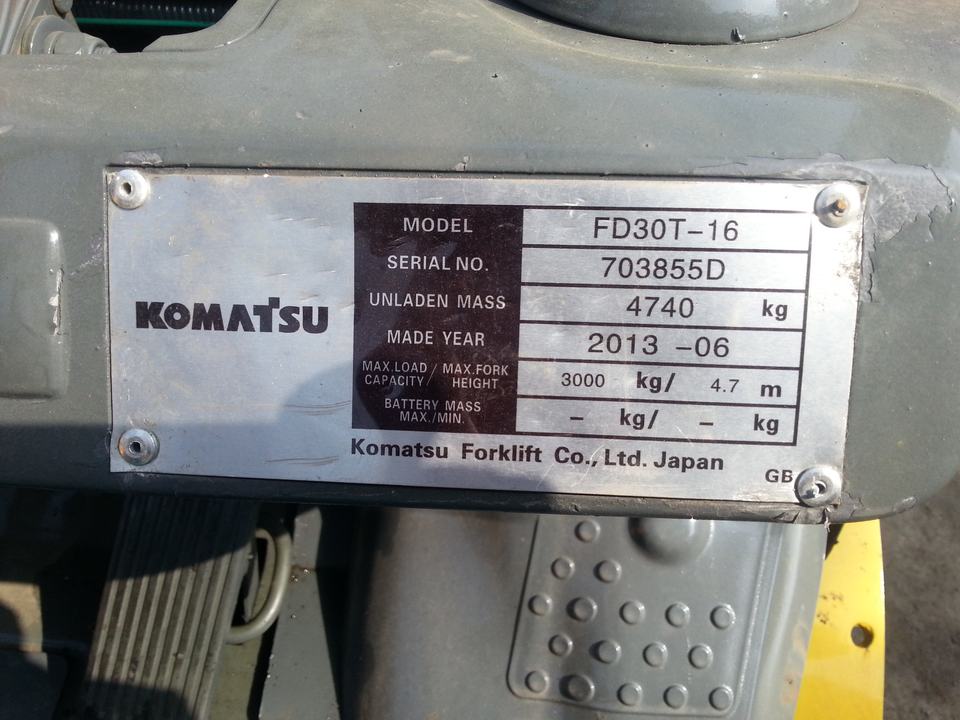 KOMATSU
MODEL FD30T-16
SERIAL NO. 703855D
UNLADEN MASS 4740 kg
MADE YEAR 2013 -06
MAX.LOAD / MAX.FORK
CAPACITY / HEIGHT 3000 kg/ 4.7 m
BATTERY MASS
MAX./MIN. - kg/ - kg
Komatsu Forklift Co., Ltd. Japan
GB